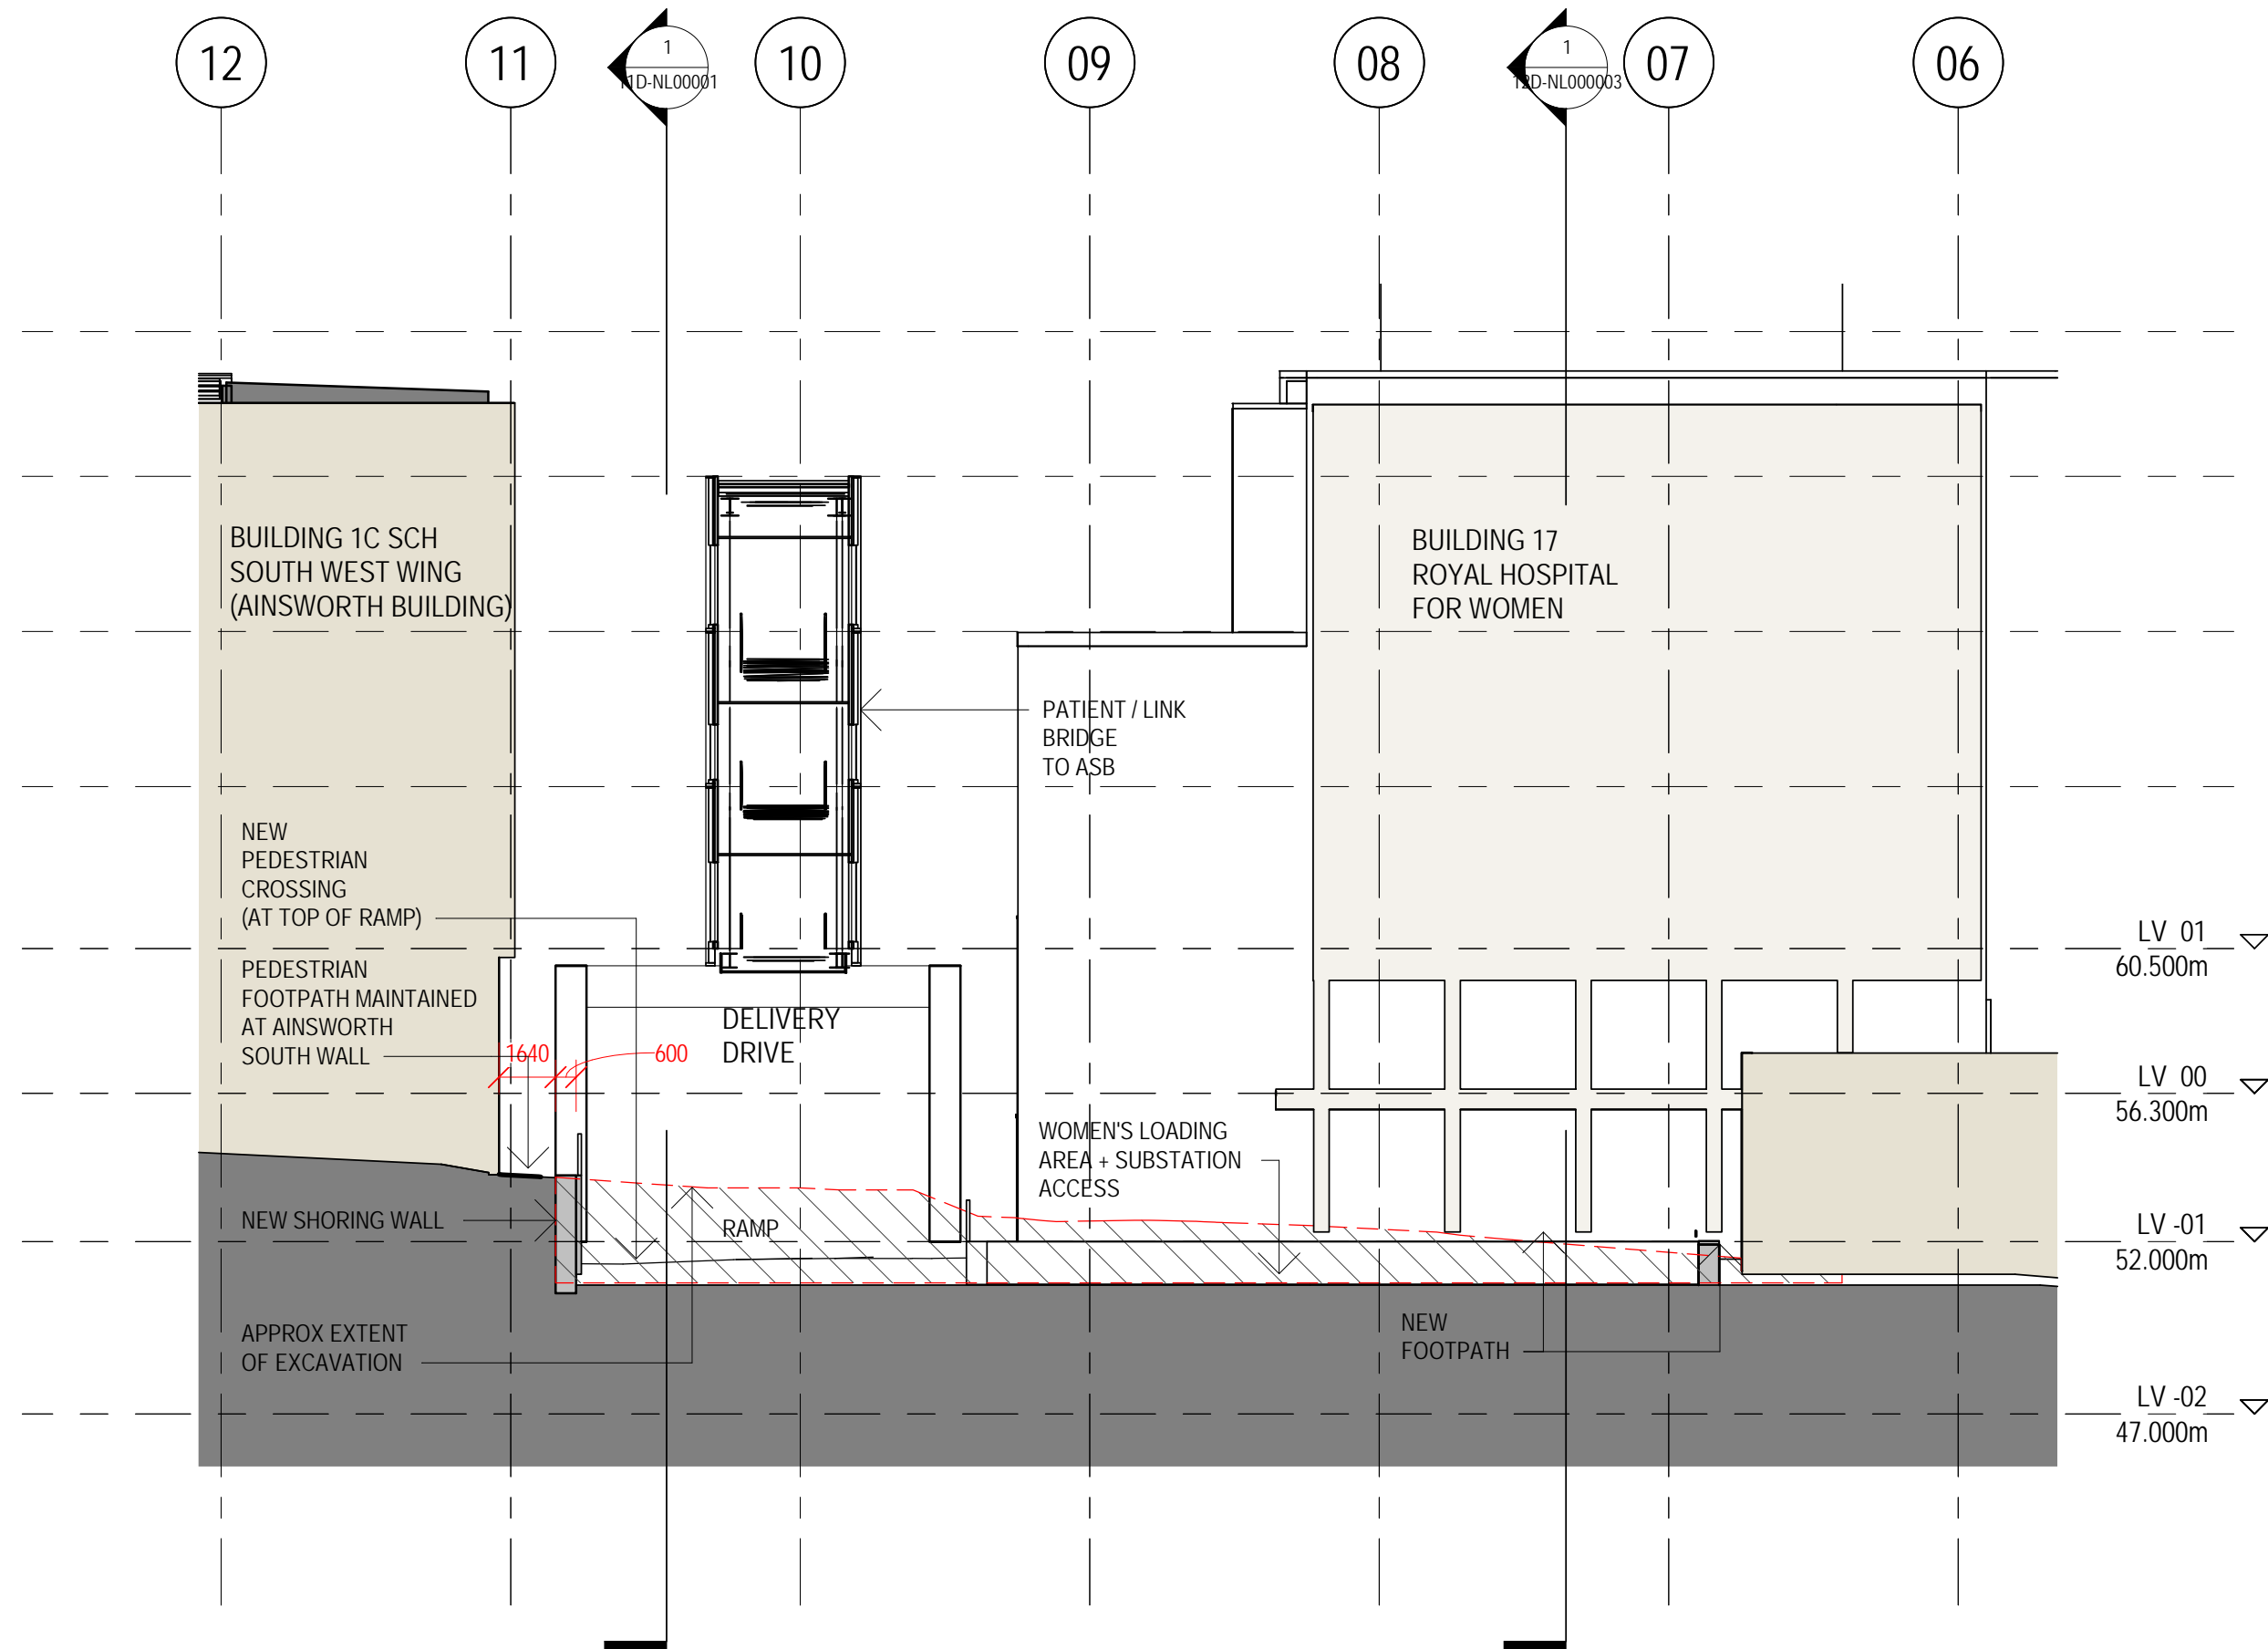 12
11
1
11D-NL00001
10
09
08
1
12D-NL000003
07
06
BUILDING 1C SCH
SOUTH WEST WING
(AINSWORTH BUILDING)
BUILDING 17
ROYAL HOSPITAL
FOR WOMEN
PATIENT / LINK
BRIDGE
TO ASB
NEW
PEDESTRIAN
CROSSING
(AT TOP OF RAMP)
PEDESTRIAN
FOOTPATH MAINTAINED
AT AINSWORTH
SOUTH WALL
1640
600
DELIVERY
DRIVE
WOMEN'S LOADING
AREA + SUBSTATION
ACCESS
NEW SHORING WALL
RAMP
APPROX EXTENT
OF EXCAVATION
NEW
FOOTPATH
LV 01
60.500m
LV 00
56.300m
LV -01
52.000m
LV -02
47.000m